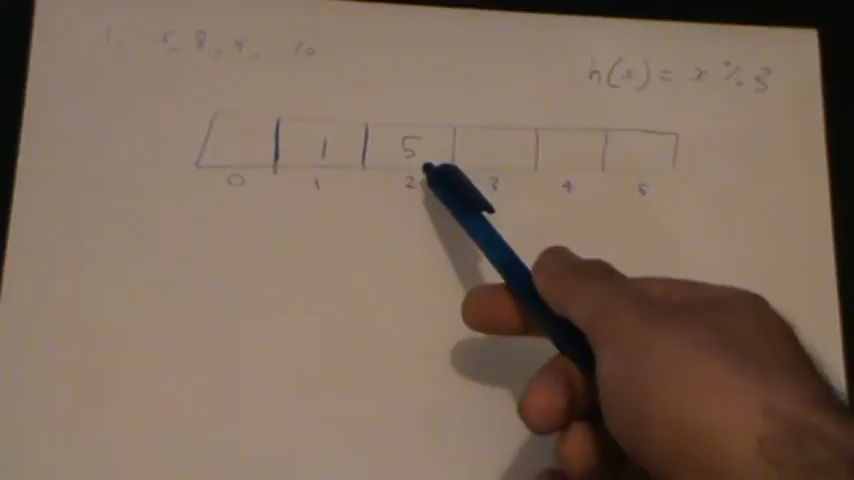 1, 5, 8, 4, 10
h(x) = x % 3
1 5
0 1 2 3 4 5